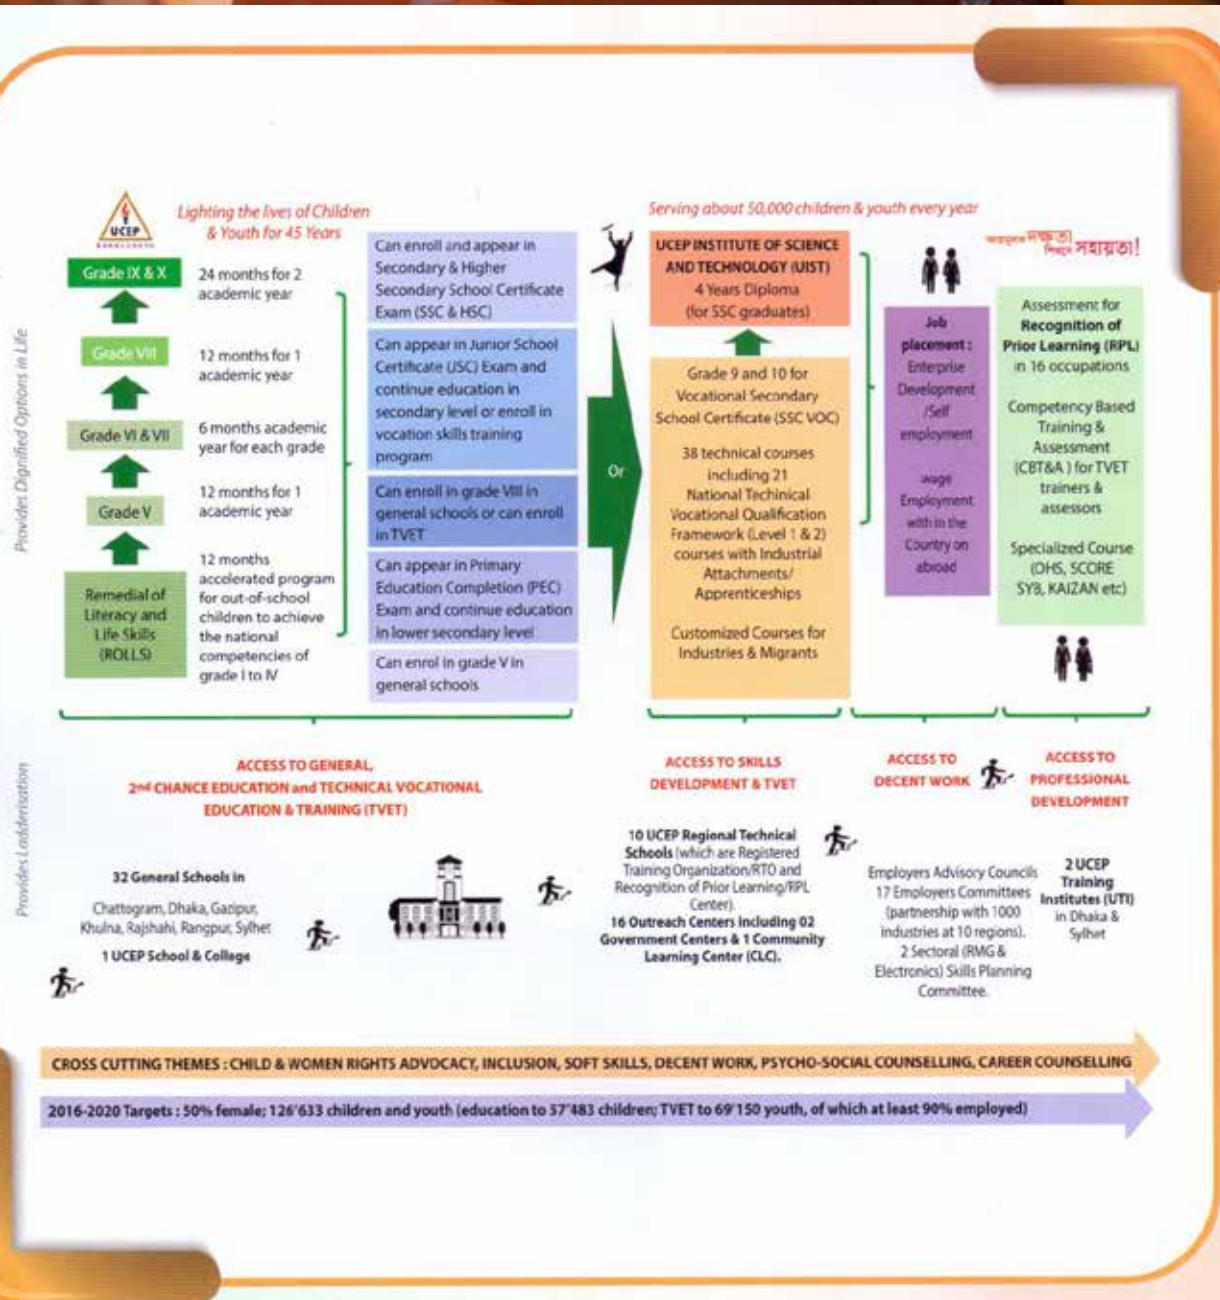 UCEP
BANGLADESH
Lighting the lives of Children
& Youth for 45 Years
Grade IX & X
24 months for 2
academic year
Grade VIII
12 months for 1
academic year
Grade VI & VII
6 months academic
year for each grade
Grade V
12 months for 1
academic year
Remedial of
Literacy and
Life Skills
(ROLLS)
12 months
accelerated program
for out-of-school
children to achieve
the national
competencies of
grade I to IV
Can enroll and appear in
Secondary & Higher
Secondary School Certificate
Exam (SSC & HSC)
Can appear in Junior School
Certificate (JSC) Exam and
continue education in
secondary level or enroll in
vocation skills training
program
Can enroll in grade VIII in
general schools or can enroll
in TVET
Can appear in Primary
Education Completion (PEC)
Exam and continue education
in lower secondary level
Can enrol in grade V in
general schools
Or
Serving about 50,000 children & youth every year
UCEP INSTITUTE OF SCIENCE
AND TECHNOLOGY (UIST)
4 Years Diploma
(for SSC graduates)
Grade 9 and 10 for
Vocational Secondary
School Certificate (SSC VOC)
38 technical courses
including 21
National Techinical
Vocational Qualification
Framework (Level 1 & 2)
courses with Industrial
Attachments/
Apprenticeships
Customized Courses for
Industries & Migrants
Job
placement :
Enterprise
Development
/Self
employment
wage
Employment
with in the
Country on
abroad
দক্ষতা
সহায়তা!
Assessment for
Recognition of
Prior Learning (RPL)
in 16 occupations
Competency Based
Training &
Assessment
(CBT&A ) for TVET
trainers &
assessors
Specialized Course
(OHS, SCORE
SYB, KAIZAN etc)
Provides Dignified Options in Life
Provides Ladderisation
ACCESS TO GENERAL,
2nd CHANCE EDUCATION and TECHNICAL VOCATIONAL
EDUCATION & TRAINING (TVET)
32 General Schools in
Chattogram, Dhaka, Gazipur,
Khulna, Rajshahi, Rangpur, Sylhet
1 UCEP School & College
ACCESS TO SKILLS
DEVELOPMENT & TVET
10 UCEP Regional Technical
Schools (which are Registered
Training Organization/RTO and
Recognition of Prior Learning/RPL
Center).
16 Outreach Centers including 02
Government Centers & 1 Community
Learning Center (CLC).
ACCESS TO
DECENT WORK
Employers Advisory Councils
17 Employers Committees
(partnership with 1000
industries at 10 regions).
2 Sectoral (RMG &
Electronics) Skills Planning
Committee.
ACCESS TO
PROFESSIONAL
DEVELOPMENT
2 UCEP
Training
Institutes (UTI)
in Dhaka &
Sylhet
CROSS CUTTING THEMES : CHILD & WOMEN RIGHTS ADVOCACY, INCLUSION, SOFT SKILLS, DECENT WORK, PSYCHO-SOCIAL COUNSELLING, CAREER COUNSELLING
2016-2020 Targets : 50% female; 126'633 children and youth (education to 57'483 children; TVET to 69'150 youth, of which at least 90% employed)